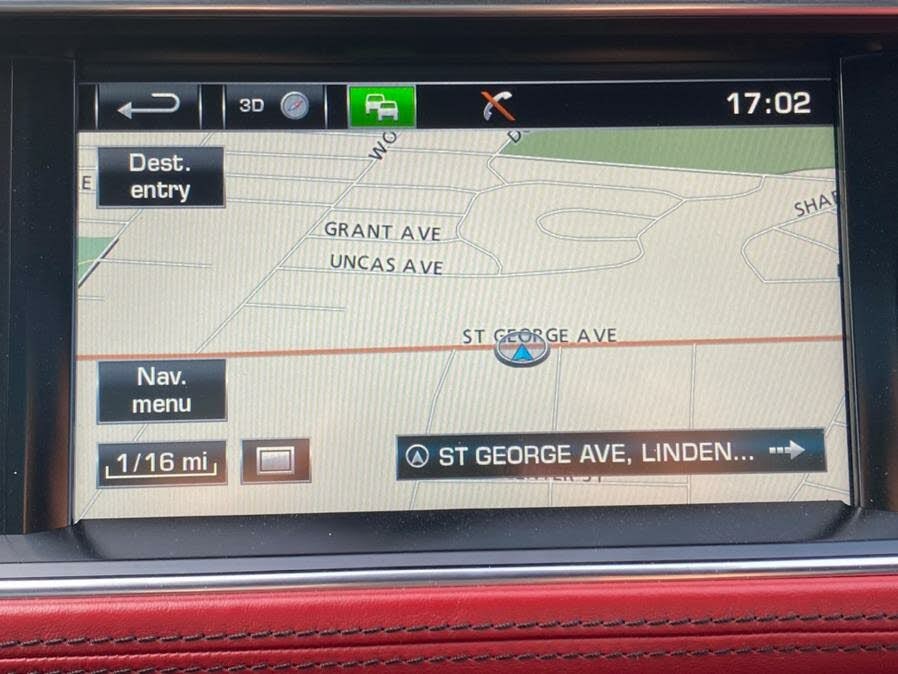 3D
17:02
Dest.
entry
E
GRANT AVE
UNCAS AVE
SHA
ST GEORGE AVE
Nav.
menu
1/16 mi
ST GEORGE AVE, LINDEN...